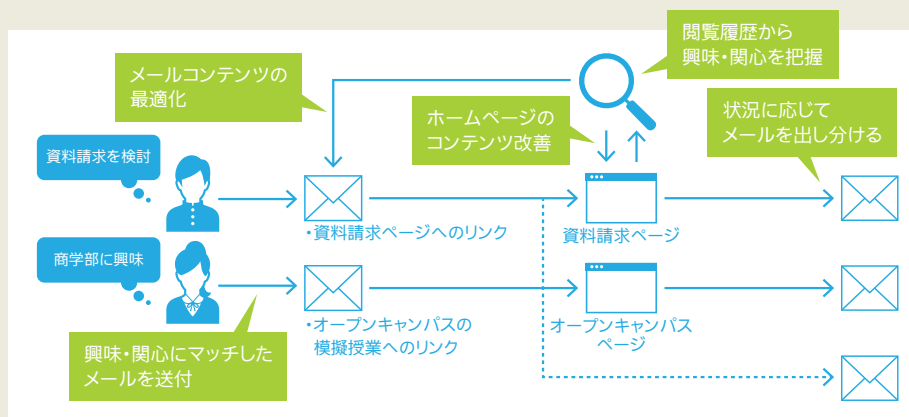 閲覧履歴から
興味・関心を把握
メールコンテンツの
最適化
ホームページの
コンテンツ改善
状況に応じて
メールを出し分ける
資料請求を検討
・資料請求ページへのリンク
資料請求ページ
商学部に興味
・オープンキャンパスの
模擬授業へのリンク
オープンキャンパス
ページ
興味・関心にマッチした
メールを送付